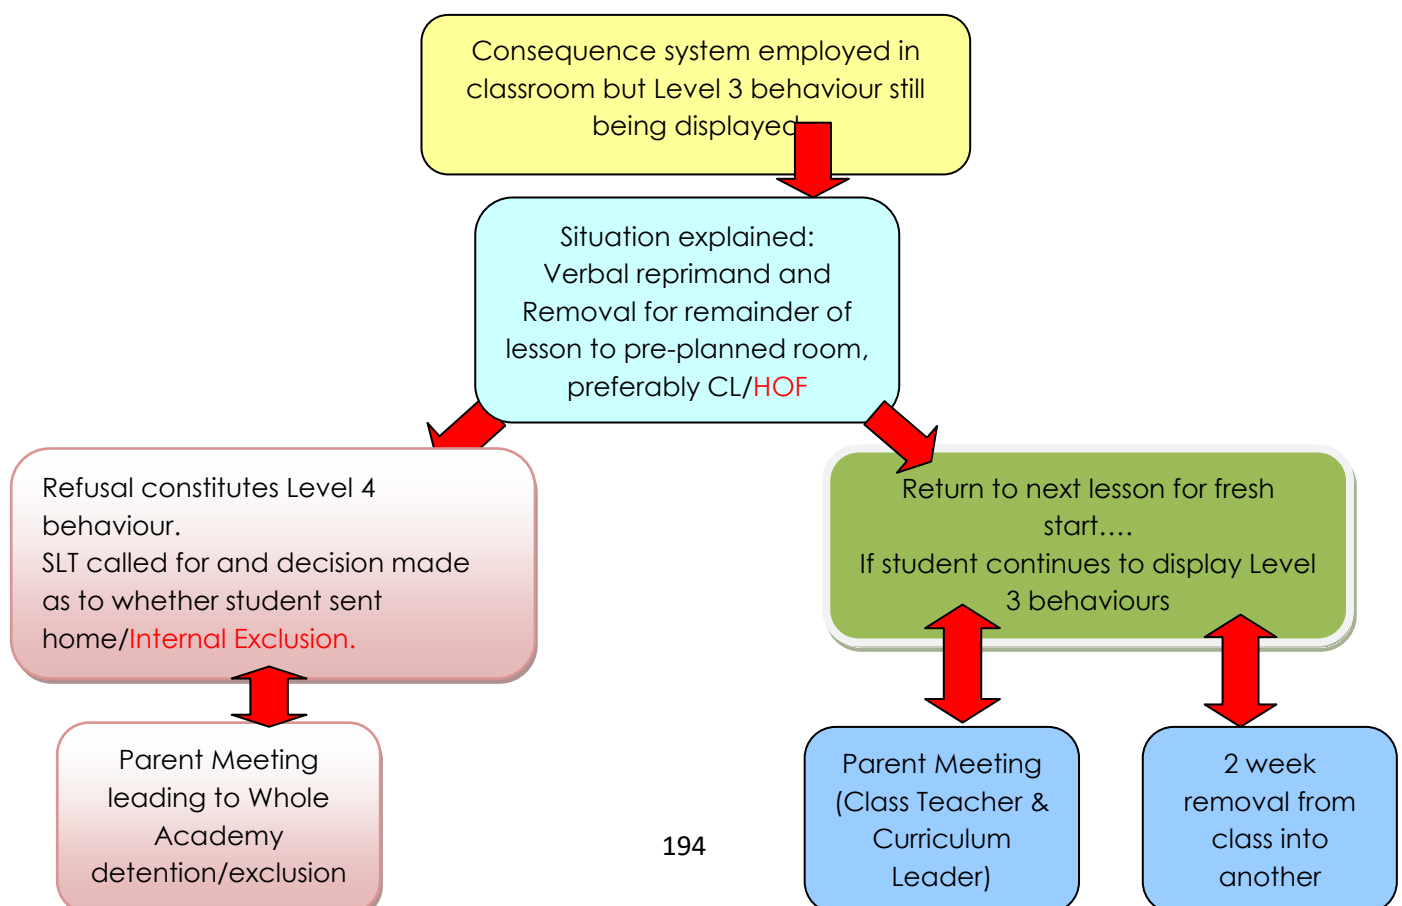 Consequence system employed in
classroom but Level 3 behaviour still
being displayed
Situation explained:
Verbal reprimand and
Removal for remainder of
lesson to pre-planned room,
preferably CL/HOF
Refusal constitutes Level 4
behaviour.
SLT called for and decision made
as to whether student sent
home/Internal Exclusion.
Return to next lesson for fresh
start....
If student continues to display Level
3 behaviours
Parent Meeting
leading to Whole
Academy
detention/exclusion
Parent Meeting
(Class Teacher &
Curriculum
Leader)
2 week
removal from
class into
another
194